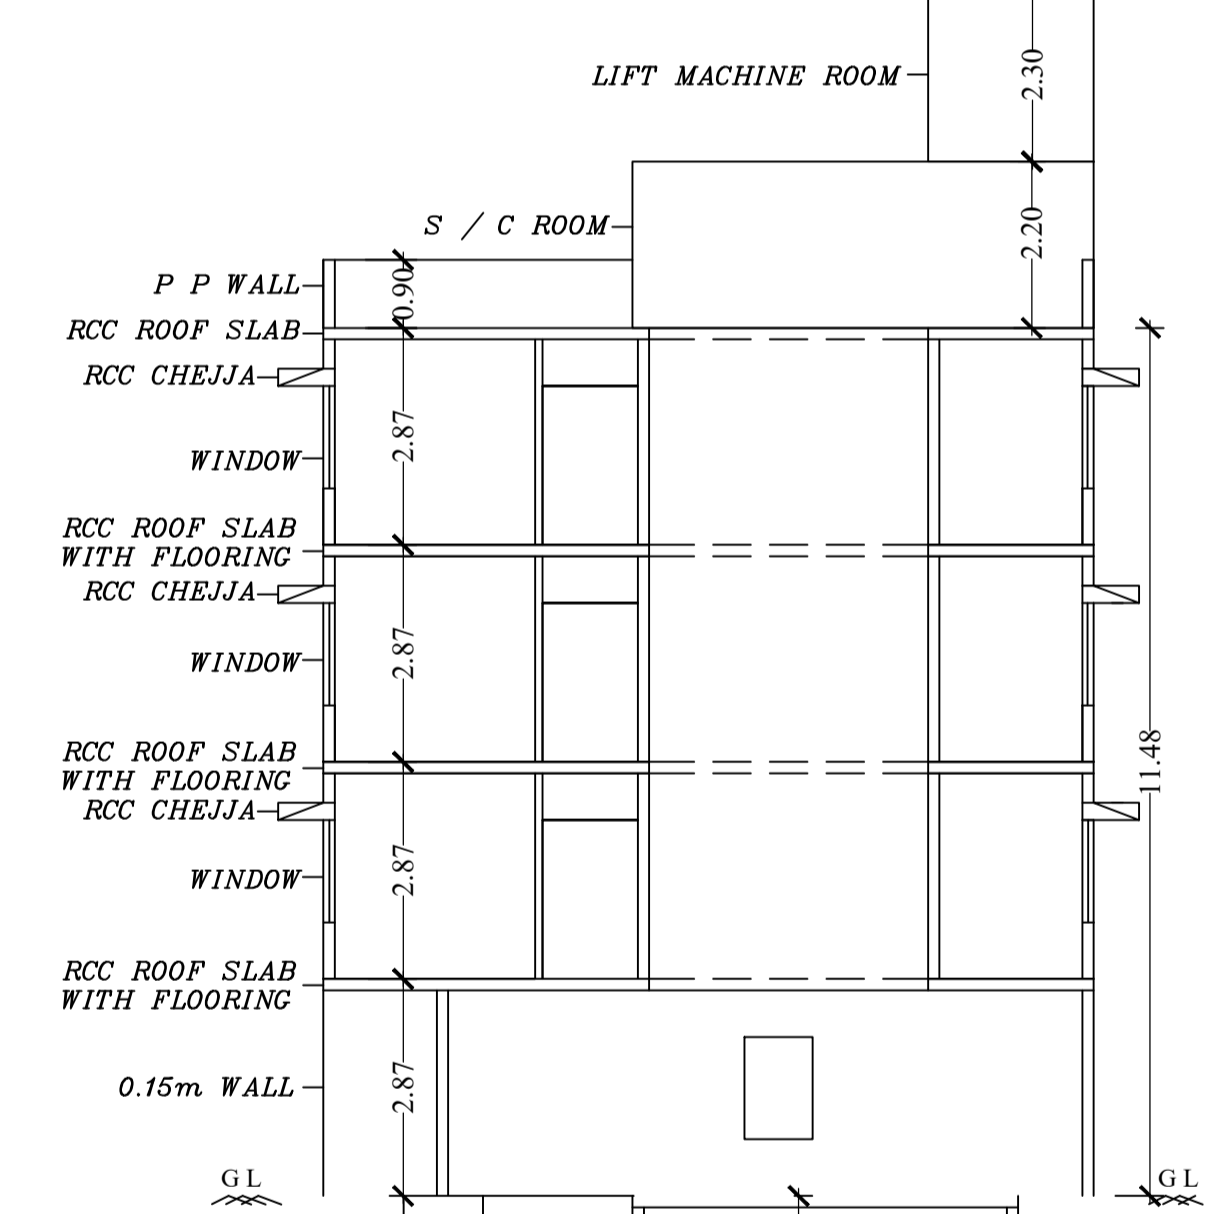 LIFT MACHINE ROOM
2.30
S / C ROOM
2.20
P P WALL
0.90
RCC ROOF SLAB
RCC CHEJJA
2.87
WINDOW
RCC ROOF SLAB
WITH FLOORING
RCC CHEJJA
2.87
WINDOW
RCC ROOF SLAB
WITH FLOORING
11.48
RCC CHEJJA
2.87
WINDOW
RCC ROOF SLAB
WITH FLOORING
0.15m WALL
2.87
G L
G L